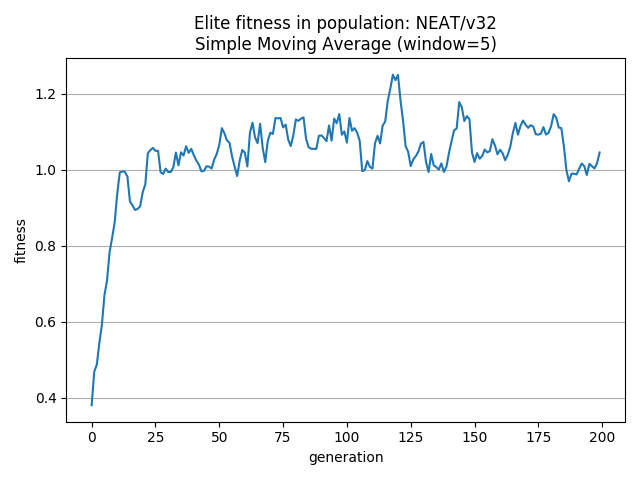 Elite fitness in population: NEAT/v32
Simple Moving Average (window=5)
1.2
1.0
0.8
0.6
0.4
fitness
0 25 50 75 100 125 150 175 200
generation